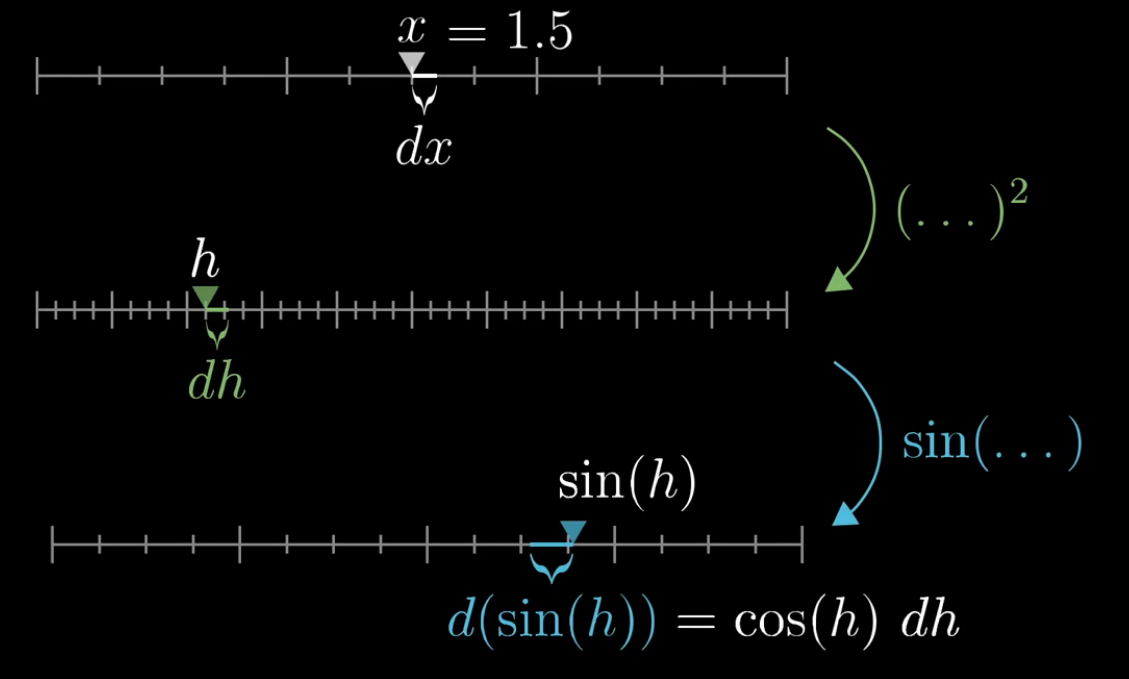 x = 1.5
dx
(...)²
h
dh
sin(...)
sin(h)
d(sin(h)) = cos(h) dh